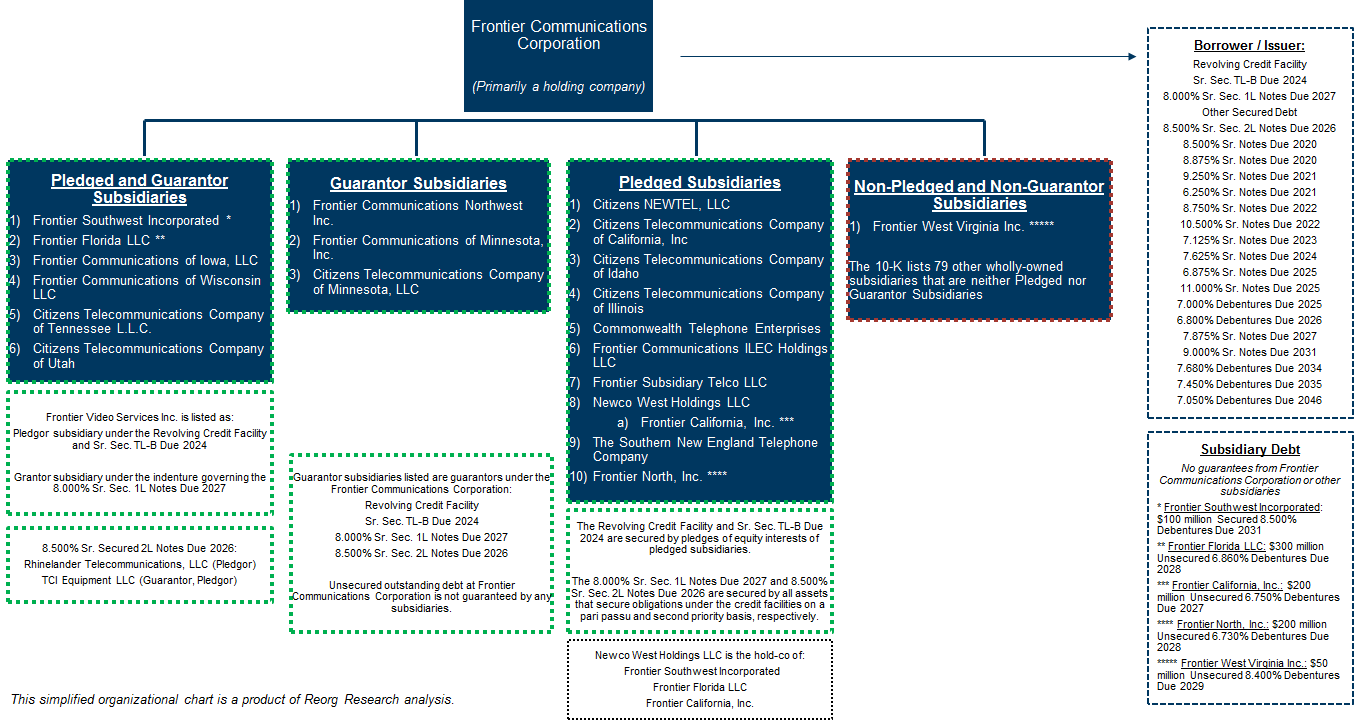 Frontier Communications
Corporation
(Primarily a holding company)
Pledged and Guarantor
Subsidiaries
1) Frontier Southwest Incorporated *
2) Frontier Florida LLC **
3) Frontier Communications of Iowa, LLC
4) Frontier Communications of Wisconsin
LLC
5) Citizens Telecommunications Company
of Tennessee L.L.C.
6) Citizens Telecommunications Company
of Utah
Frontier Video Services Inc. is listed as:
Pledgor subsidiary under the Revolving Credit Facility
and Sr. Sec. TL-B Due 2024
Grantor subsidiary under the indenture governing the
8.000% Sr. Sec. 1L Notes Due 2027
8.500% Sr. Secured 2L Notes Due 2026:
Rhinelander Telecommunications, LLC (Pledgor)
TCI Equipment LLC (Guarantor, Pledgor)
Guarantor Subsidiaries
1) Frontier Communications Northwest
Inc.
2) Frontier Communications of Minnesota,
Inc.
3) Citizens Telecommunications Company
of Minnesota, LLC
Guarantor subsidiaries listed are guarantors under the
Frontier Communications Corporation:
Revolving Credit Facility
Sr. Sec. TL-B Due 2024
8.000% Sr. Sec. 1L Notes Due 2027
8.500% Sr. Sec. 2L Notes Due 2026
Unsecured outstanding debt at Frontier
Communications Corporation is not guaranteed by any
subsidiaries.
Pledged Subsidiaries
1) Citizens NEWTEL, LLC
2) Citizens Telecommunications Company
of California, Inc
3) Citizens Telecommunications Company
of Idaho
4) Citizens Telecommunications Company
of Illinois
5) Commonwealth Telephone Enterprises
6) Frontier Communications ILEC Holdings
LLC
7) Frontier Subsidiary Telco LLC
8) Newco West Holdings LLC
a) Frontier California, Inc. ***
9) The Southern New England Telephone
Company
10) Frontier North, Inc. ****
The Revolving Credit Facility and Sr. Sec. TL-B Due
2024 are secured by pledges of equity interests of
pledged subsidiaries.
The 8.000% Sr. Sec. 1L Notes Due 2027 and 8.500%
Sr. Sec. 2L Notes Due 2026 are secured by all assets
that secure obligations under the credit facilities on a
pari passu and second priority basis, respectively.
Newco West Holdings LLC is the hold-co of:
Frontier Southwest Incorporated
Frontier Florida LLC
Frontier California, Inc.
Non-Pledged and Non-Guarantor
Subsidiaries
1) Frontier West Virginia Inc. *****
The 10-K lists 79 other wholly-owned
subsidiaries that are neither Pledged nor
Guarantor Subsidiaries
Borrower / Issuer:
Revolving Credit Facility
Sr. Sec. TL-B Due 2024
8.000% Sr. Sec. 1L Notes Due 2027
Other Secured Debt
8.500% Sr. Sec. 2L Notes Due 2026
8.500% Sr. Notes Due 2020
8.875% Sr. Notes Due 2020
9.250% Sr. Notes Due 2021
6.250% Sr. Notes Due 2021
8.750% Sr. Notes Due 2022
10.500% Sr. Notes Due 2022
7.125% Sr. Notes Due 2023
7.625% Sr. Notes Due 2024
6.875% Sr. Notes Due 2025
11.000% Sr. Notes Due 2025
7.000% Debentures Due 2025
6.800% Debentures Due 2026
7.875% Sr. Notes Due 2027
9.000% Sr. Notes Due 2031
7.680% Debentures Due 2034
7.450% Debentures Due 2035
7.050% Debentures Due 2046
Subsidiary Debt
No guarantees from Frontier
Communications Corporation or other
subsidiaries
* Frontier Southwest Incorporated:
$100 million Secured 8.500%
Debentures Due 2031
** Frontier Florida LLC: $300 million
Unsecured 6.860% Debentures Due
2028
*** Frontier California, Inc.: $200
million Unsecured 6.750% Debentures
Due 2027
**** Frontier North, Inc.: $200 million
Unsecured 6.730% Debentures Due
2028
***** Frontier West Virginia Inc.: $50
million Unsecured 8.400% Debentures
Due 2029
This simplified organizational chart is a product of Reorg Research analysis.